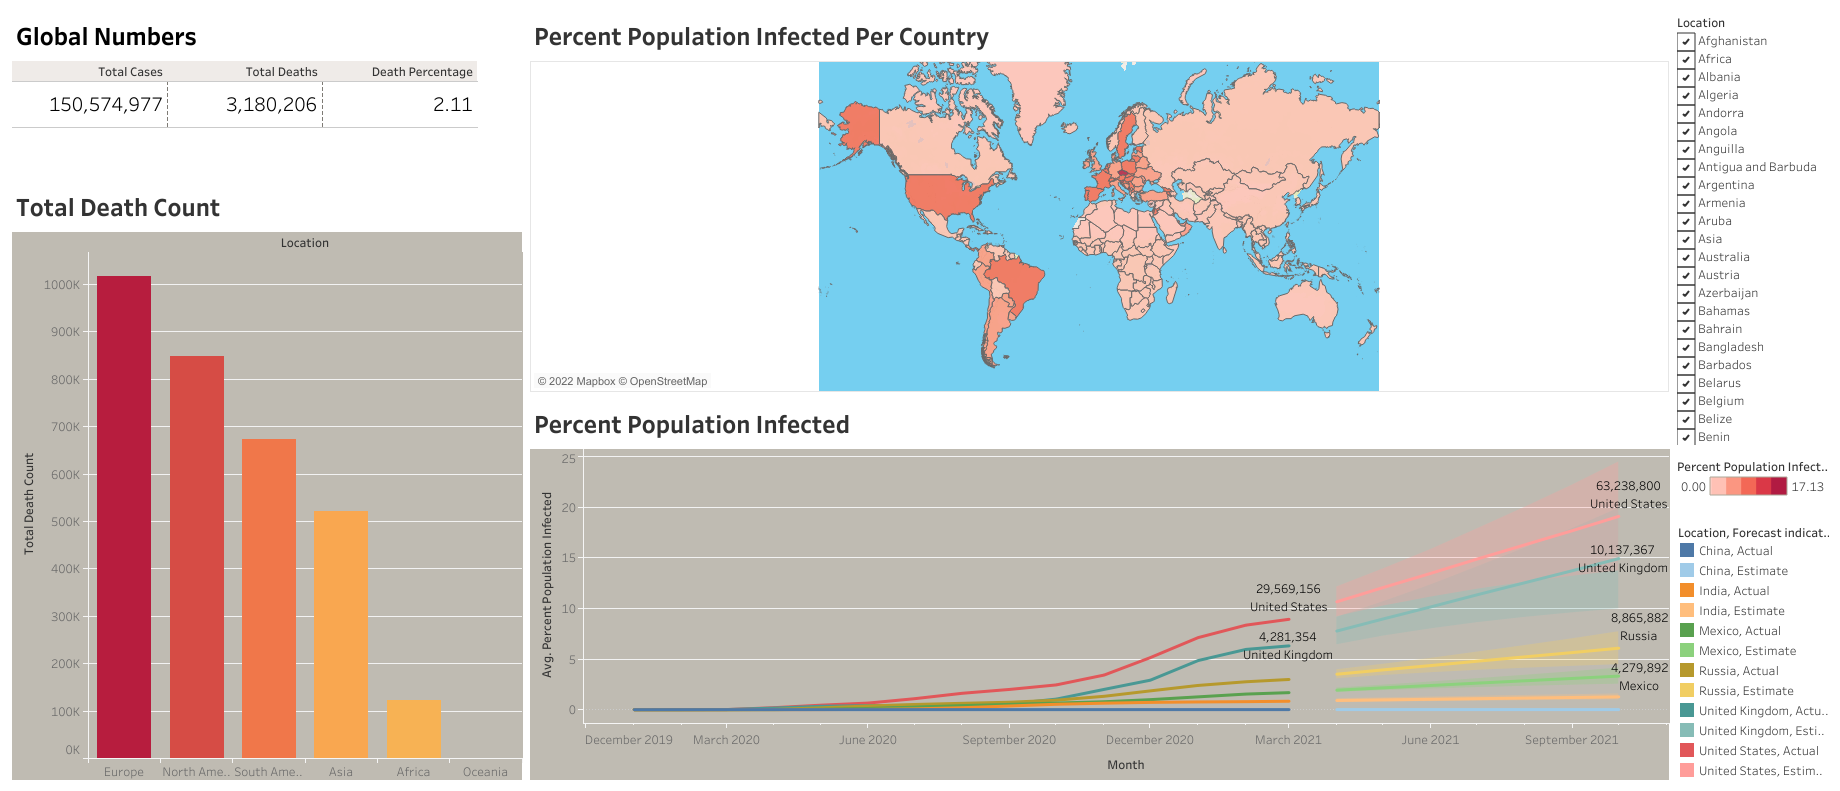 Global Numbers
Total Cases Total Deaths Death Percentage
150,574,977 3,180,206 2.11
Total Death Count
Location
Total Death Count
1000K
900K
800K
700K
600K
500K
400K
300K
200K
100K
0K
Europe North Ame.. South Ame.. Asia Africa Oceania
Percent Population Infected Per Country
© 2022 Mapbox © OpenStreetMap
Percent Population Infected
Avg. Percent Population Infected
25
20
15
10
5
0
63,238,800
United States
10,137,367
United Kingdom
29,569,156
United States
8,865,882
Russia
4,281,354
United Kingdom
4,279,892
Mexico
December 2019 March 2020 June 2020 September 2020 December 2020 March 2021 June 2021 September 2021
Month
Location
Afghanistan
Africa
Albania
Algeria
Andorra
Angola
Anguilla
Antigua and Barbuda
Argentina
Armenia
Aruba
Asia
Australia
Austria
Azerbaijan
Bahamas
Bahrain
Bangladesh
Barbados
Belarus
Belgium
Belize
Benin
Percent Population Infect..
0.00 17.13
Location, Forecast indicat..
China, Actual
China, Estimate
India, Actual
India, Estimate
Mexico, Actual
Mexico, Estimate
Russia, Actual
Russia, Estimate
United Kingdom, Actu..
United Kingdom, Esti..
United States, Actual
United States, Estim..